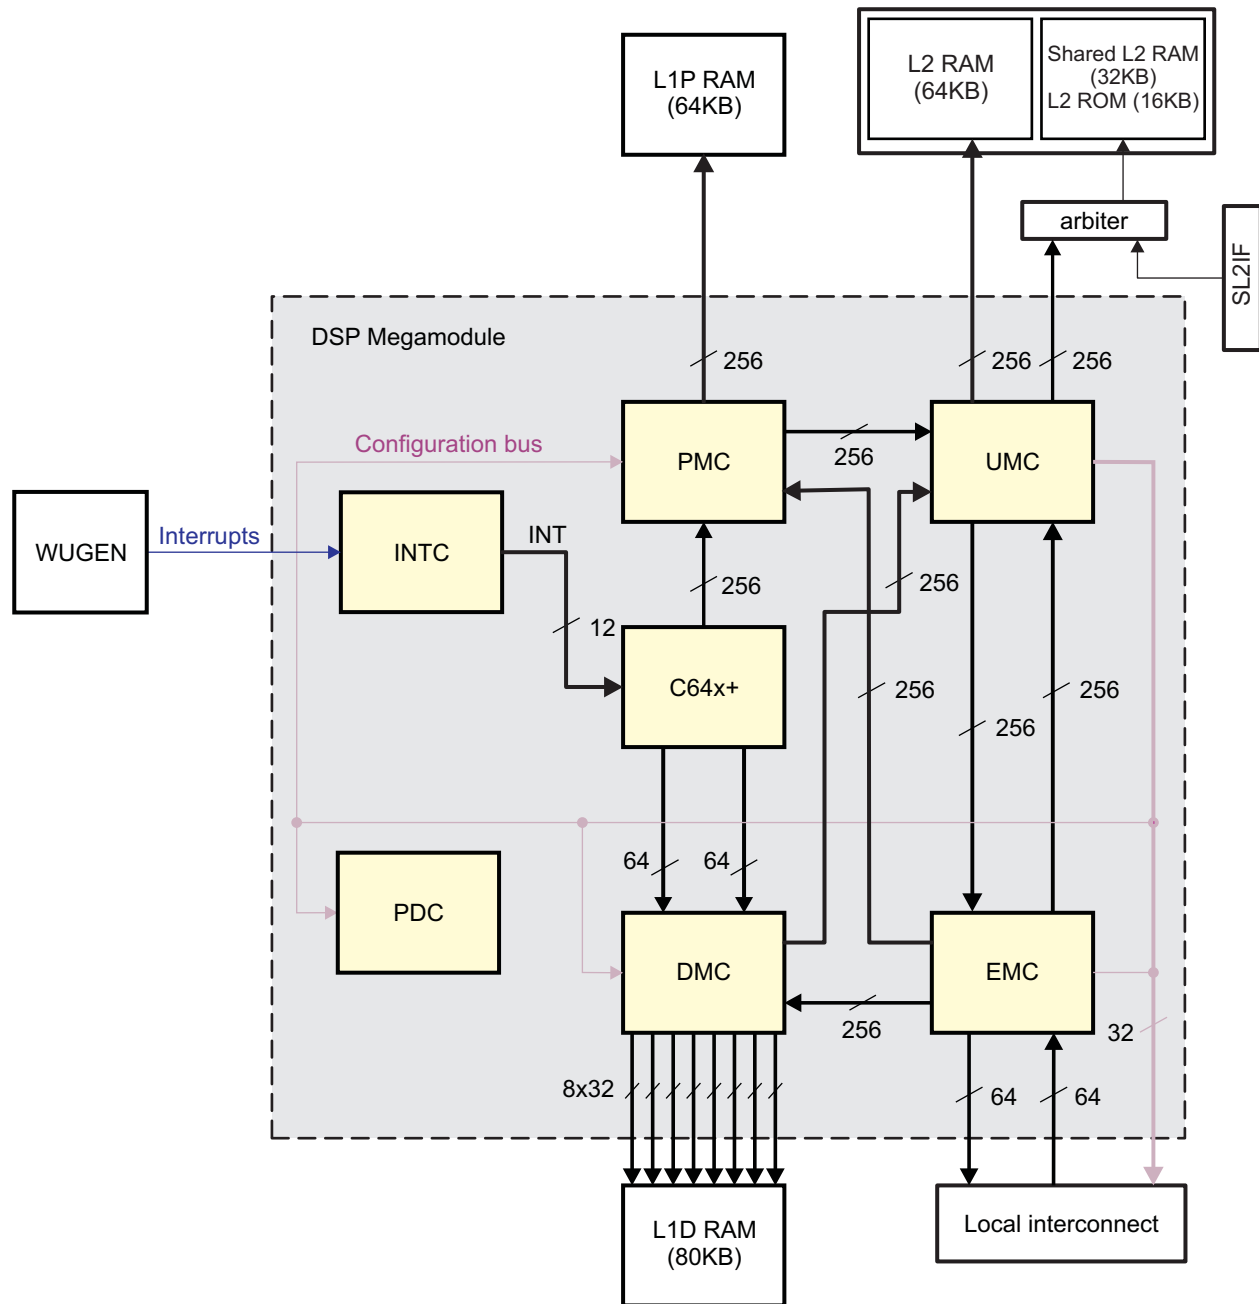 L1P RAM
(64KB)
L2 RAM
(64KB)
Shared L2 RAM
(32KB)
L2 ROM (16KB)
arbiter
SL2IF
DSP Megamodule
256
256
256
Configuration bus
PMC
256
UMC
WUGEN
Interrupts
INTC
INT
256
256
12
C64x+
256
256
256
64
64
PDC
DMC
EMC
256
32
8x32
64
64
L1D RAM
(80KB)
Local interconnect